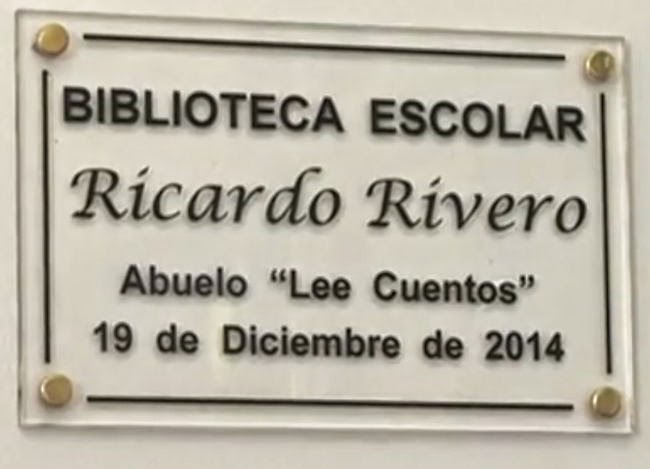 BIBLIOTECA ESCOLAR
Ricardo Rivero
Abuelo “Lee Cuentos”
19 de Diciembre de 2014